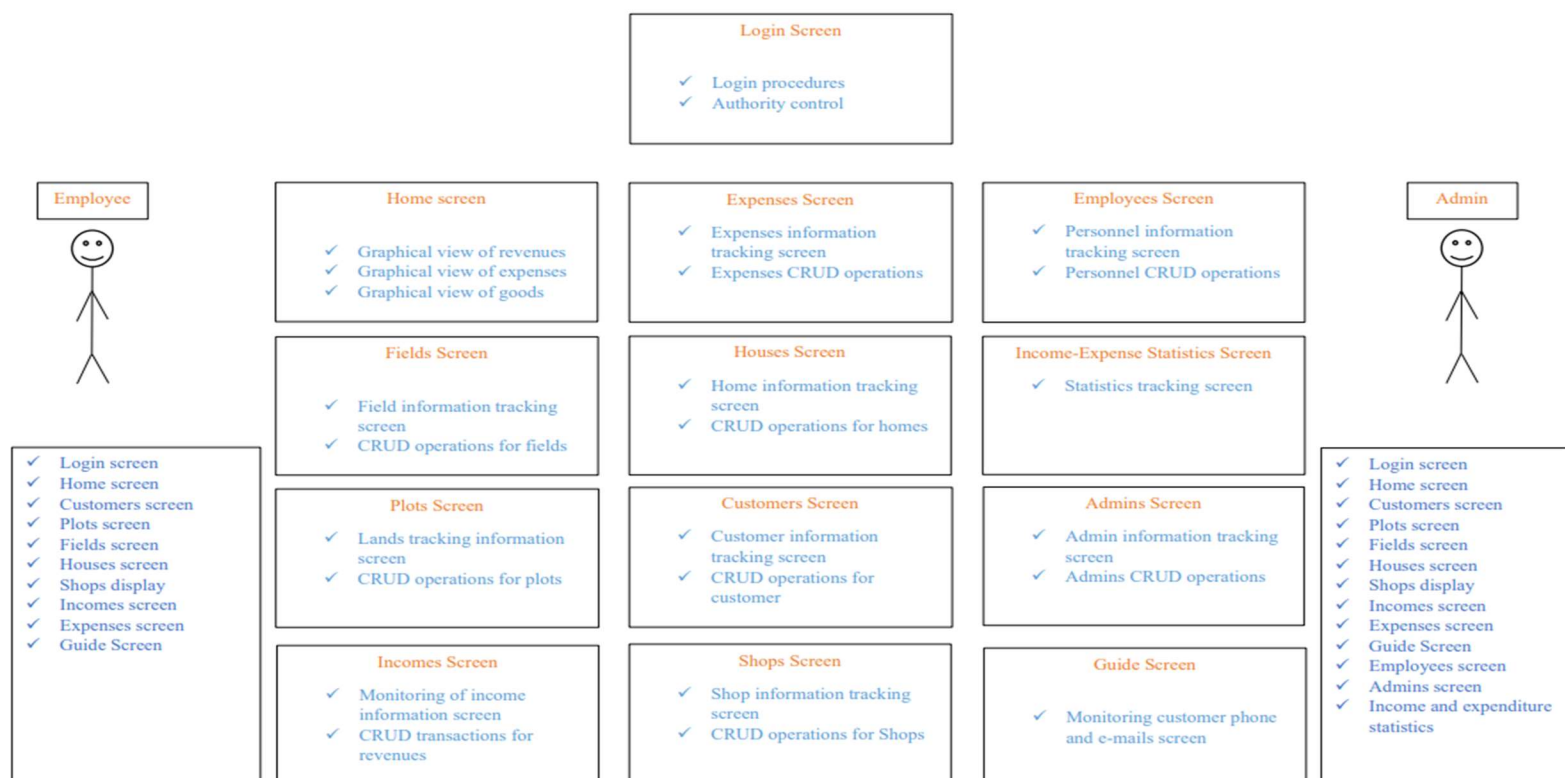 Login Screen
Login procedures
Authority control
Employee
Home screen
Graphical view of revenues
Graphical view of expenses
Graphical view of goods
Expenses Screen
Expenses information
tracking screen
Expenses CRUD operations
Employees Screen
Personnel information
tracking screen
Personnel CRUD operations
Admin
Fields Screen
Field information tracking
screen
CRUD operations for fields
Houses Screen
Home information tracking
screen
CRUD operations for homes
Income-Expense Statistics Screen
Statistics tracking screen
Login screen
Home screen
Customers screen
Plots screen
Fields screen
Houses screen
Shops display
Incomes screen
Expenses screen
Guide Screen
Plots Screen
Lands tracking information
screen
CRUD operations for plots
Customers Screen
Customer information
tracking screen
CRUD operations for
customer
Admins Screen
Admin information tracking
screen
Admins CRUD operations
Login screen
Home screen
Customers screen
Plots screen
Fields screen
Houses screen
Shops display
Incomes screen
Expenses screen
Guide Screen
Employees screen
Admins screen
Income and expenditure
statistics
Incomes Screen
Monitoring of income
information screen
CRUD transactions for
revenues
Shops Screen
Shop information tracking
screen
CRUD operations for Shops
Guide Screen
Monitoring customer phone
and e-mails screen